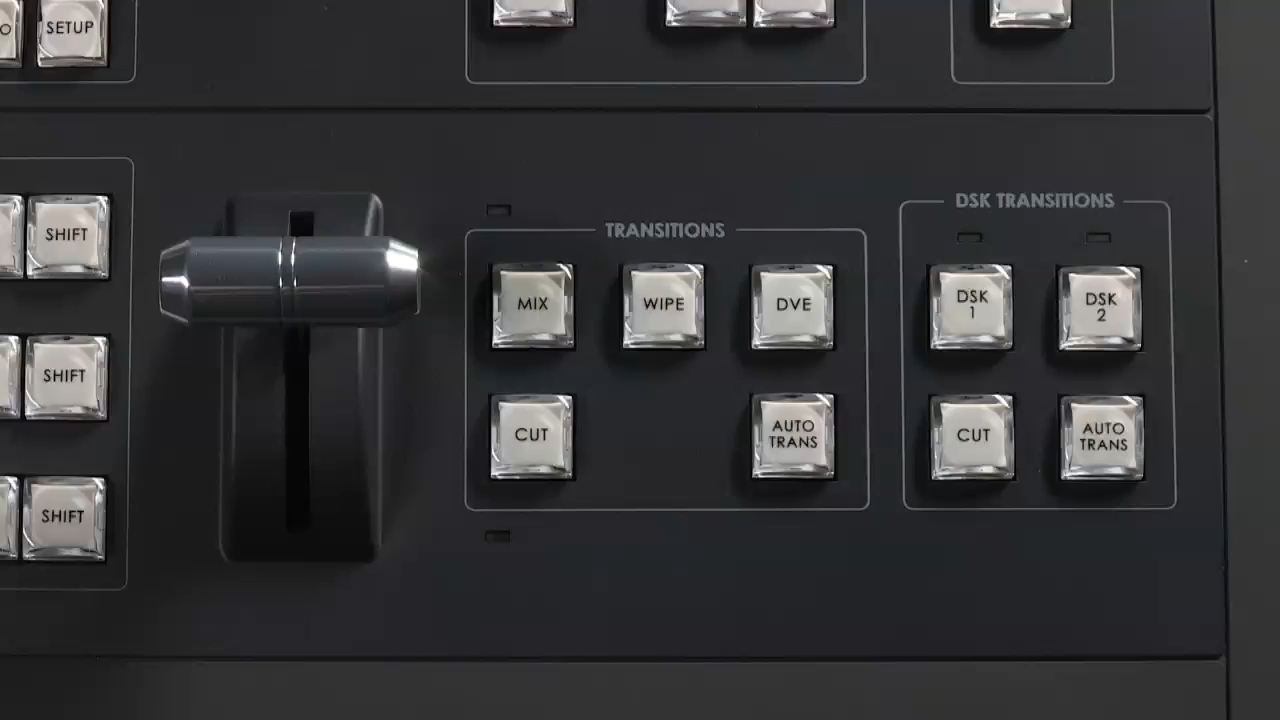 O
SETUP
SHIFT
SHIFT
SHIFT
TRANSITIONS
MIX
WIPE
DVE
CUT
AUTO
TRANS
DSK TRANSITIONS
DSK
1
DSK
2
CUT
AUTO
TRANS